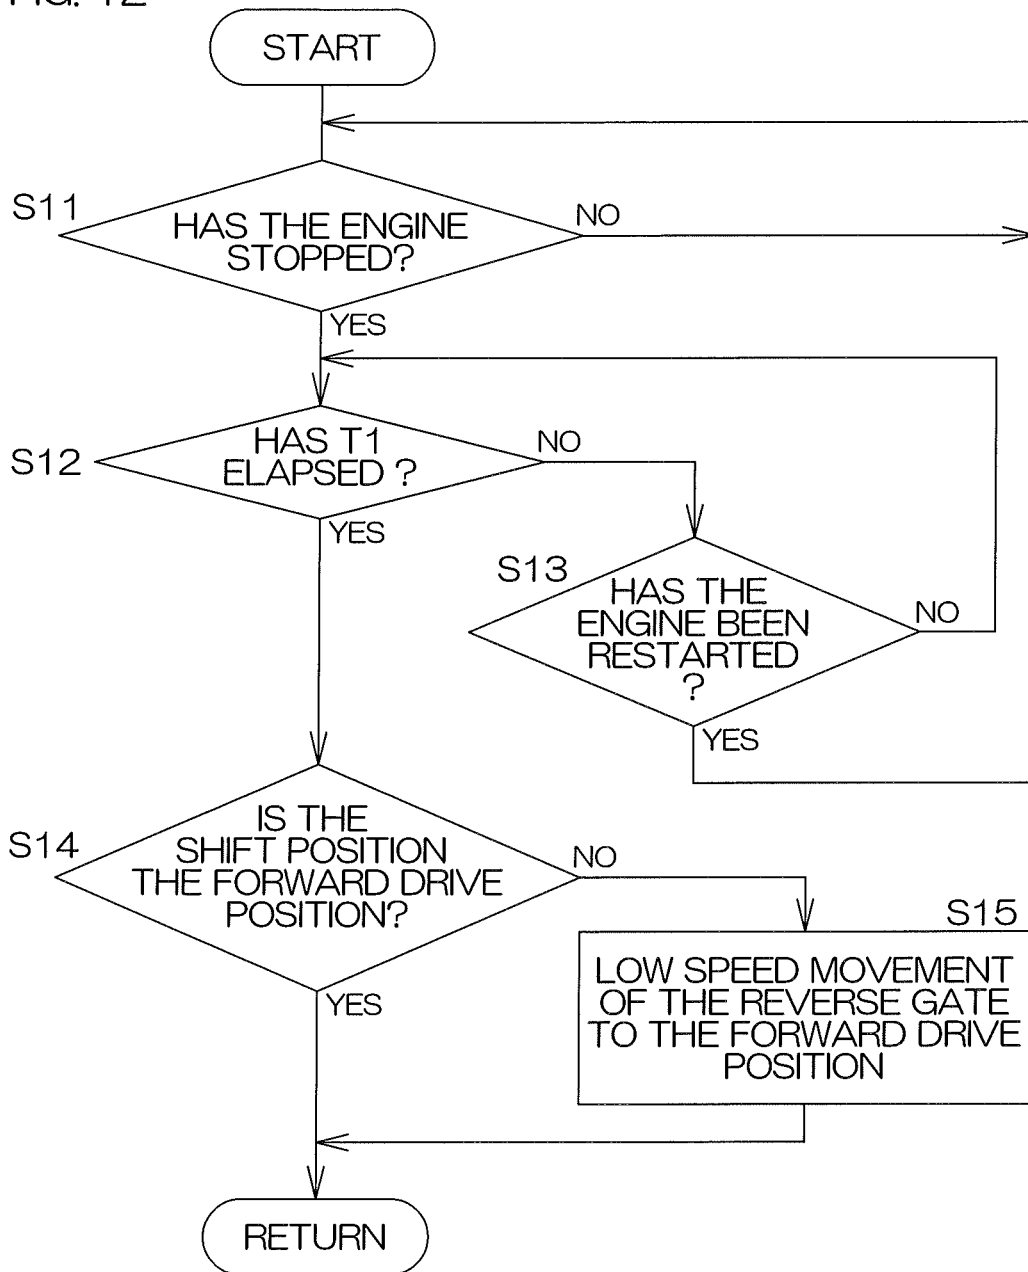 FIG. 12
START
S11
HAS THE ENGINE
STOPPED?
NO
YES
S12
HAS T1
ELAPSED ?
NO
YES
S13
HAS THE
ENGINE BEEN
RESTARTED
?
NO
YES
S14
IS THE
SHIFT POSITION
THE FORWARD DRIVE
POSITION?
NO
YES
S15
LOW SPEED MOVEMENT
OF THE REVERSE GATE
TO THE FORWARD DRIVE
POSITION
RETURN